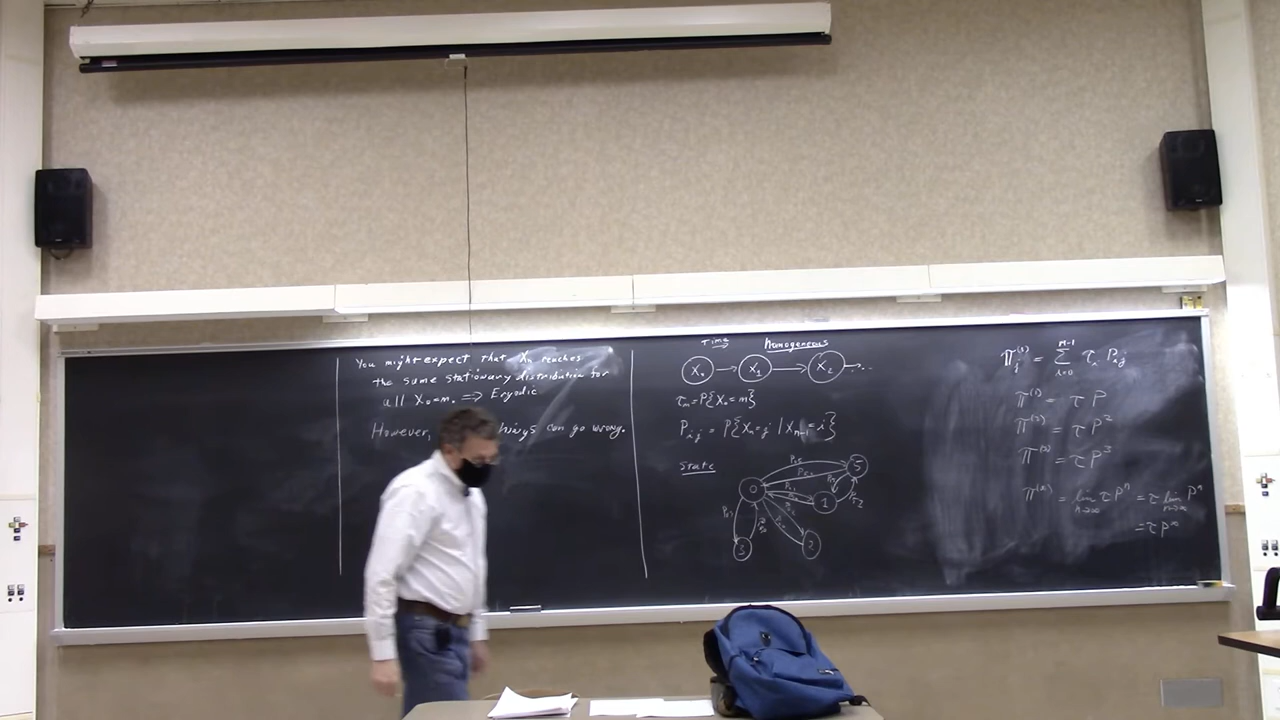 You might expect that Xn reaches
the same stationary distribution for
all X₀=m. ⇒ Eryodic
However, things can go wrong.
Time → homogeneous
X₀ → X₁ → X₂ → ...
τm = P{X₀ = m}
Pij = P{Xn=j | Xn-1 = i}
State
0
5
1
3
2
πj⁽¹⁾ = Σ τi Pij
π⁽¹⁾ = τ P
π⁽²⁾ = τ P²
= τ P³
= lim τ Pⁿ = τ lim Pⁿ
= τ P^∞